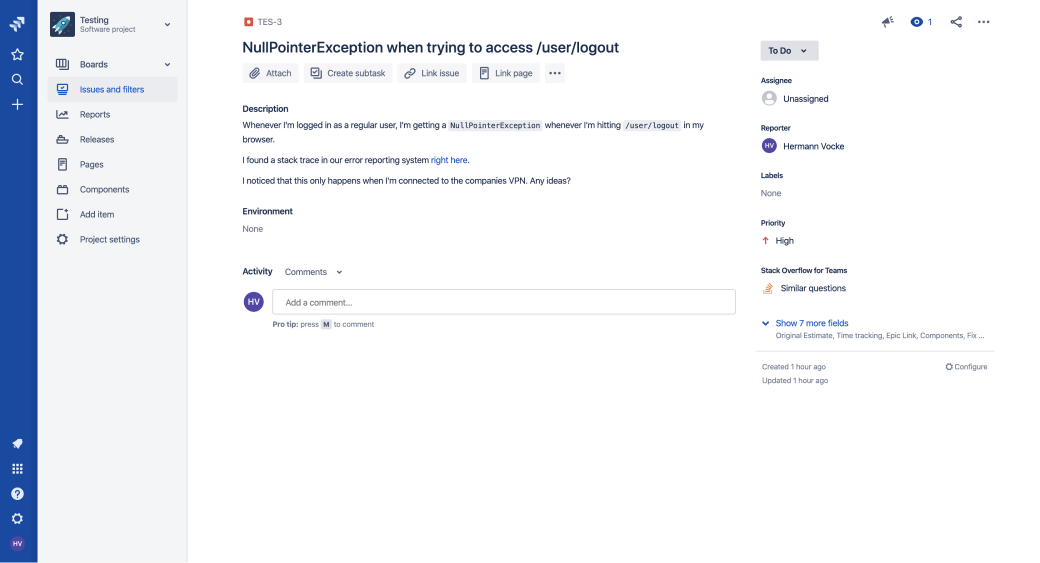 Testing
Software project
Boards
Issues and filters
Reports
Releases
Pages
Components
Add item
Project settings
HV
TES-3
1
NullPointerException when trying to access /user/logout
Attach
Create subtask
Link issue
Link page
Description
Whenever I'm logged in as a regular user, I'm getting a NullPointerException whenever I'm hitting /user/logout in my
browser.
I found a stack trace in our error reporting system right here.
I noticed that this only happens when I'm connected to the companies VPN. Any ideas?
Environment
None
Activity Comments
HV Add a comment...
Pro tip: press M to comment
To Do
Assignee
Unassigned
Reporter
HV Hermann Vocke
Labels
None
Priority
High
Stack Overflow for Teams
Similar questions
Show 7 more fields
Original Estimate, Time tracking, Epic Link, Components, Fix ...
Created 1 hour ago Configure
Updated 1 hour ago